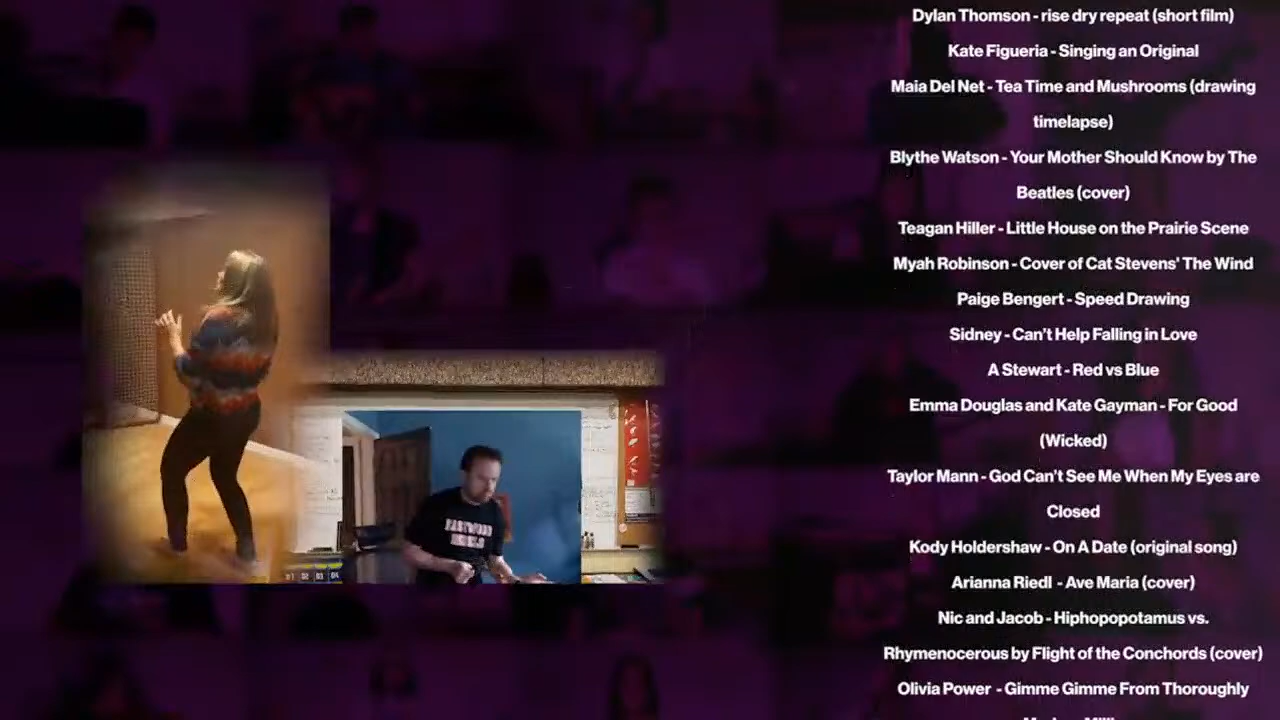 Dylan Thomson - rise dry repeat (short film)
Kate Figueria - Singing an Original
Maia Del Net - Tea Time and Mushrooms (drawing
timelapse)
Blythe Watson - Your Mother Should Know by The
Beatles (cover)
Teagan Hiller - Little House on the Prairie Scene
Myah Robinson - Cover of Cat Stevens' The Wind
Paige Bengert - Speed Drawing
Sidney - Can't Help Falling in Love
A Stewart - Red vs Blue
Emma Douglas and Kate Gayman - For Good
(Wicked)
Taylor Mann - God Can't See Me When My Eyes are
Closed
Kody Holdershaw - On A Date (original song)
Arianna Riedl - Ave Maria (cover)
Nic and Jacob - Hiphopopotamus vs.
Rhymenocerous by Flight of the Conchords (cover)
Olivia Power - Gimme Gimme From Thoroughly
EASTWOOD
02 03 04